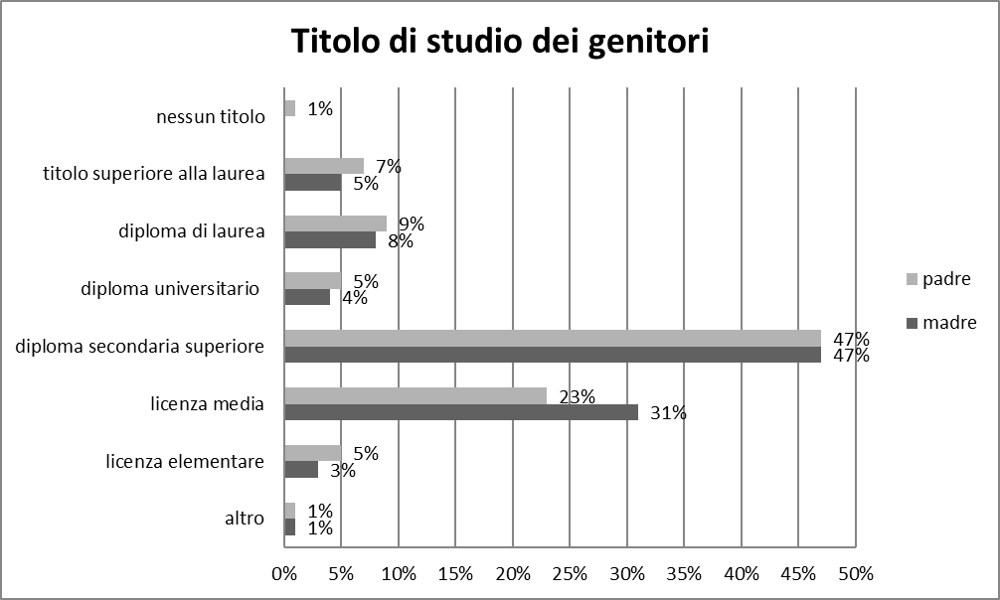 Titolo di studio dei genitori
nessun titolo 1%
titolo superiore alla laurea 7%
5%
diploma di laurea 9%
8%
diploma universitario 5%
4%
diploma secondaria superiore 47%
47%
licenza media 23%
31%
licenza elementare 5%
3%
altro 1%
1%
0% 5% 10% 15% 20% 25% 30% 35% 40% 45% 50%
padre
madre